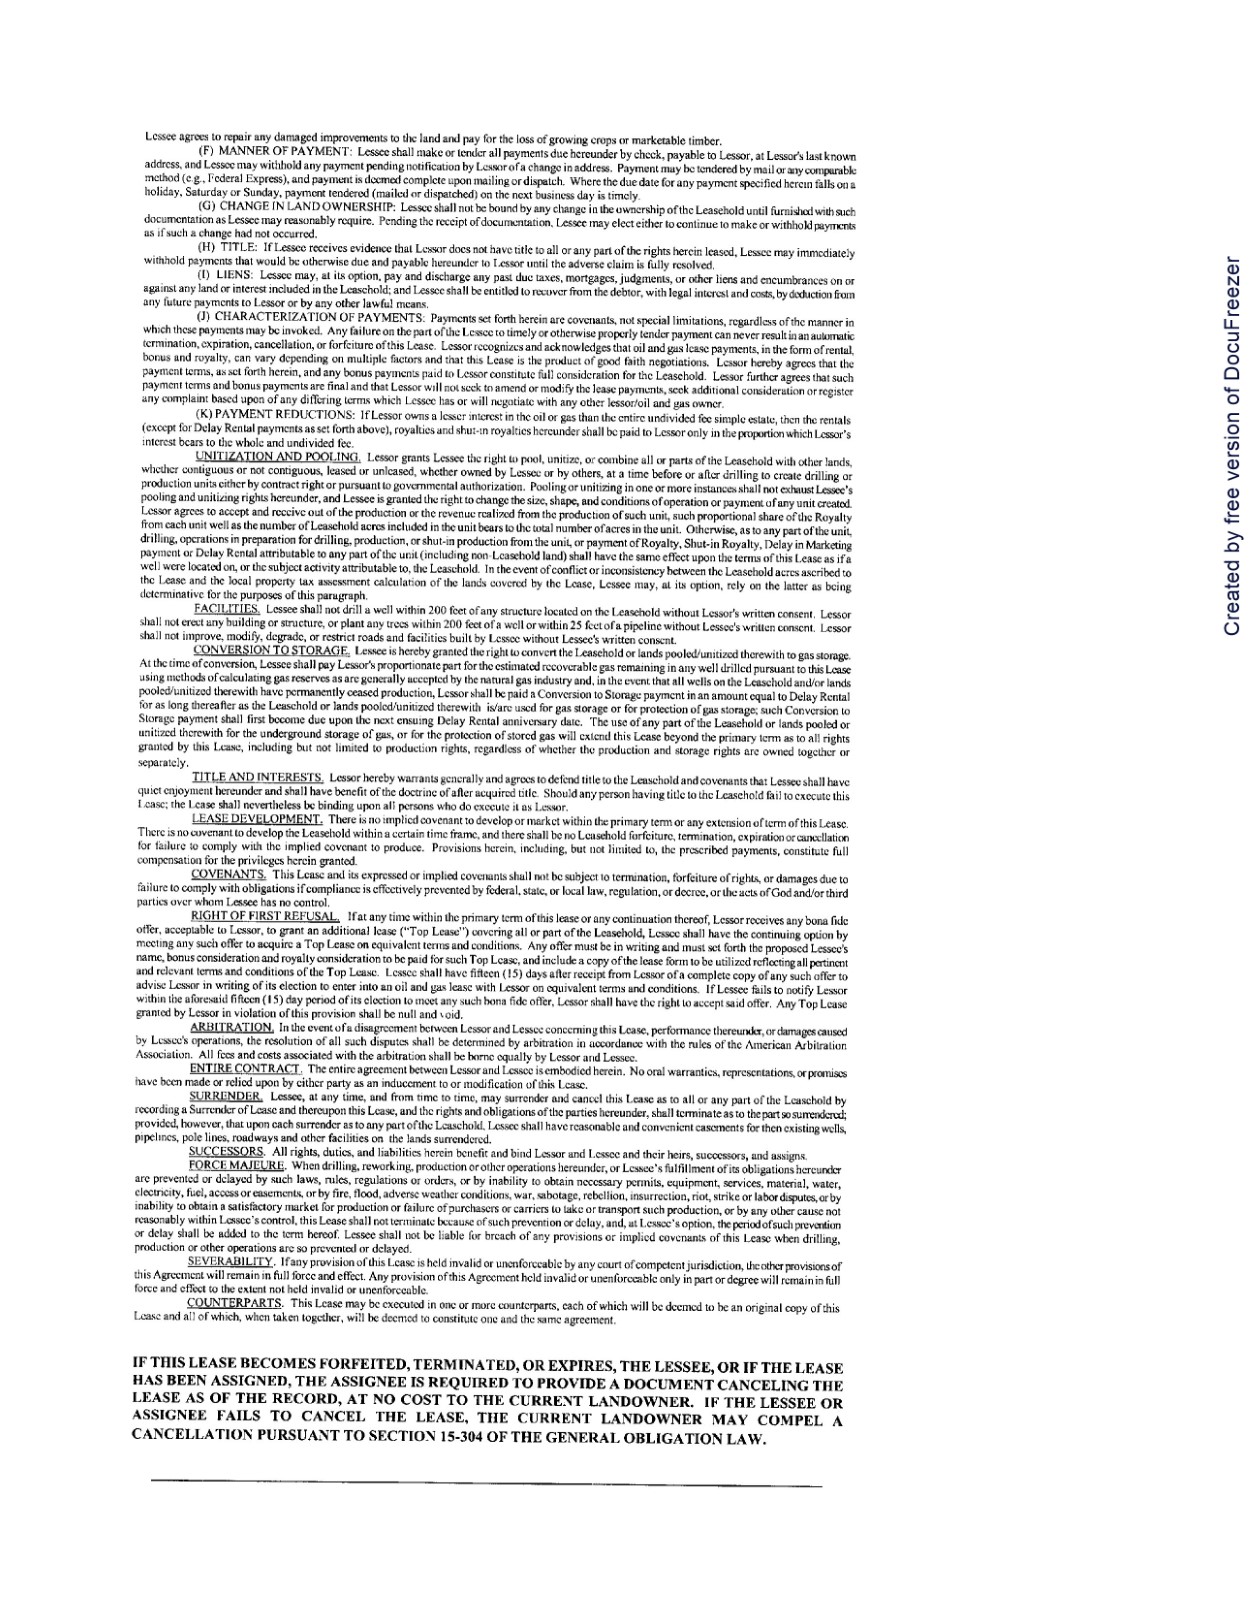 Lessee agrees to repair any damaged improvements to the land and pay for the loss of growing crops or marketable timber.
(F) MANNER OF PAYMENT: Lessee shall make or tender all payments due hereunder by check, payable to Lessor, at Lessor's last known
address, and Lessee may withhold any payment pending notification by Lessor of a change in address. Payment may be tendered by mail or any comparable
method (e.g., Federal Express), and payment is deemed complete upon mailing or dispatch. Where the due date for any payment specified herein falls on a
holiday, Saturday or Sunday, payment tendered (mailed or dispatched) on the next business day is timely.
(G) CHANGE IN LAND OWNERSHIP: Lessee shall not be bound by any change in the ownership of the Leasehold until furnished with such
documentation as Lessee may reasonably require. Pending the receipt of documentation, Lessee may elect either to continue to make or withhold payments
as if such a change had not occurred.
(H) TITLE: If Lessee receives evidence that Lessor does not have title to all or any part of the rights herein leased, Lessee may immediately
withhold payments that would be otherwise due and payable hereunder to Lessor until the adverse claim is fully resolved.
(I) LIENS: Lessee may, at its option, pay and discharge any past due taxes, mortgages, judgments, or other liens and encumbrances on or
against any land or interest included in the Leasehold; and Lessee shall be entitled to recover from the debtor, with legal interest and costs, by deduction from
any future payments to Lessor or by any other lawful means.
(J) CHARACTERIZATION OF PAYMENTS: Payments set forth herein are covenants, not special limitations, regardless of the manner in
which these payments may be invoked. Any failure on the part of the Lessee to timely or otherwise properly tender payment can never result in an automatic
termination, expiration, cancellation, or forfeiture of this Lease. Lessor recognizes and acknowledges that oil and gas lease payments, in the form of rental,
bonus and royalty, can vary depending on multiple factors and that this Lease is the product of good faith negotiations. Lessor hereby agrees that the
payment terms, as set forth herein, and any bonus payments paid to Lessor constitute full consideration for the Leasehold. Lessor further agrees that such
payment terms and bonus payments are final and that Lessor will not seek to amend or modify the lease payments, seek additional consideration or register
any complaint based upon of any differing terms which Lessee has or will negotiate with any other lessor/oil and gas owner.
(K) PAYMENT REDUCTIONS: If Lessor owns a lesser interest in the oil or gas than the entire undivided fee simple estate, then the rentals
(except for Delay Rental payments as set forth above), royalties and shut-in royalties hereunder shall be paid to Lessor only in the proportion which Lessor's
interest bears to the whole and undivided fee.
UNITIZATION AND POOLING. Lessor grants Lessee the right to pool, unitize, or combine all or parts of the Leasehold with other lands,
whether contiguous or not contiguous, leased or unleased, whether owned by Lessee or by others, at a time before or after drilling to create drilling or
production units either by contract right or pursuant to governmental authorization. Pooling or unitizing in one or more instances shall not exhaust Lessee's
pooling and unitizing rights hereunder, and Lessee is granted the right to change the size, shape, and conditions of operation or payment of any unit created.
Lessor agrees to accept and receive out of the production or the revenue realized from the production of such unit, such proportional share of the Royalty
from each unit well as the number of Leasehold acres included in the unit bears to the total number of acres in the unit. Otherwise, as to any part of the unit,
drilling, operations in preparation for drilling, production, or shut-in production from the unit, or payment of Royalty, Shut-in Royalty, Delay in Marketing
payment or Delay Rental attributable to any part of the unit (including non-Leasehold land) shall have the same effect upon the terms of this Lease as if a
well were located on, or the subject activity attributable to, the Leasehold. In the event of conflict or inconsistency between the Leasehold acres ascribed to
the Lease and the local property tax assessment calculation of the lands covered by the Lease, Lessee may, at its option, rely on the latter as being
determinative for the purposes of this paragraph.
FACILITIES. Lessee shall not drill a well within 200 feet of any structure located on the Leasehold without Lessor's written consent. Lessor
shall not erect any building or structure, or plant any trees within 200 feet of a well or within 25 feet of a pipeline without Lessee's written consent. Lessor
shall not improve, modify, degrade, or restrict roads and facilities built by Lessee without Lessee's written consent.
CONVERSION TO STORAGE. Lessee is hereby granted the right to convert the Leasehold or lands pooled/unitized therewith to gas storage.
At the time of conversion, Lessee shall pay Lessor's proportionate part for the estimated recoverable gas remaining in any well drilled pursuant to this Lease
using methods of calculating gas reserves as are generally accepted by the natural gas industry and, in the event that all wells on the Leasehold and/or lands
pooled/unitized therewith have permanently ceased production, Lessor shall be paid a Conversion to Storage payment in an amount equal to Delay Rental
for as long thereafter as the Leasehold or lands pooled/unitized therewith is/are used for gas storage or for protection of gas storage; such Conversion to
Storage payment shall first become due upon the next ensuing Delay Rental anniversary date. The use of any part of the Leasehold or lands pooled or
unitized therewith for the underground storage of gas, or for the protection of stored gas will extend this Lease beyond the primary term as to all rights
granted by this Lease, including but not limited to production rights, regardless of whether the production and storage rights are owned together or
separately.
TITLE AND INTERESTS. Lessor hereby warrants generally and agrees to defend title to the Leasehold and covenants that Lessee shall have
quiet enjoyment hereunder and shall have benefit of the doctrine of after acquired title. Should any person having title to the Leasehold fail to execute this
Lease; the Lease shall nevertheless be binding upon all persons who do execute it as Lessor.
LEASE DEVELOPMENT. There is no implied covenant to develop or market within the primary term or any extension of term of this Lease.
There is no covenant to develop the Leasehold within a certain time frame, and there shall be no Leasehold forfeiture, termination, expiration or cancellation
for failure to comply with the implied covenant to produce. Provisions herein, including, but not limited to, the prescribed payments, constitute full
compensation for the privileges herein granted.
COVENANTS. This Lease and its expressed or implied covenants shall not be subject to termination, forfeiture of rights, or damages due to
failure to comply with obligations if compliance is effectively prevented by federal, state, or local law, regulation, or decree, or the acts of God and/or third
parties over whom Lessee has no control.
RIGHT OF FIRST REFUSAL. If at any time within the primary term of this lease or any continuation thereof, Lessor receives any bona fide
offer, acceptable to Lessor, to grant an additional lease ("Top Lease") covering all or part of the Leasehold, Lessee shall have the continuing option by
meeting any such offer to acquire a Top Lease on equivalent terms and conditions. Any offer must be in writing and must set forth the proposed Lessee's
name, bonus consideration and royalty consideration to be paid for such Top Lease, and include a copy of the lease form to be utilized reflecting all pertinent
and relevant terms and conditions of the Top Lease. Lessee shall have fifteen (15) days after receipt from Lessor of a complete copy of any such offer to
advise Lessor in writing of its election to enter into an oil and gas lease with Lessor on equivalent terms and conditions. If Lessee fails to notify Lessor
within the aforesaid fifteen (15) day period of its election to meet any such bona fide offer, Lessor shall have the right to accept said offer. Any Top Lease
granted by Lessor in violation of this provision shall be null and void.
ARBITRATION. In the event of a disagreement between Lessor and Lessee concerning this Lease, performance thereunder, or damages caused
by Lessee's operations, the resolution of all such disputes shall be determined by arbitration in accordance with the rules of the American Arbitration
Association. All fees and costs associated with the arbitration shall be borne equally by Lessor and Lessee.
ENTIRE CONTRACT. The entire agreement between Lessor and Lessee is embodied herein. No oral warranties, representations, or promises
have been made or relied upon by either party as an inducement to or modification of this Lease.
SURRENDER. Lessee, at any time, and from time to time, may surrender and cancel this Lease as to all or any part of the Leasehold by
recording a Surrender of Lease and thereupon this Lease, and the rights and obligations of the parties hereunder, shall terminate as to the part so surrendered;
provided, however, that upon each surrender as to any part of the Leasehold, Lessee shall have reasonable and convenient easements for then existing wells,
pipelines, pole lines, roadways and other facilities on the lands surrendered.
SUCCESSORS. All rights, duties, and liabilities herein benefit and bind Lessor and Lessee and their heirs, successors, and assigns.
FORCE MAJEURE. When drilling, reworking, production or other operations hereunder, or Lessee's fulfillment of its obligations hereunder
are prevented or delayed by such laws, rules, regulations or orders, or by inability to obtain necessary permits, equipment, services, material, water,
electricity, fuel, access or easements, or by fire, flood, adverse weather conditions, war, sabotage, rebellion, insurrection, riot, strike or labor disputes, or by
inability to obtain a satisfactory market for production or failure of purchasers or carriers to take or transport such production, or by any other cause not
reasonably within Lessee's control, this Lease shall not terminate because of such prevention or delay, and, at Lessee's option, the period of such prevention
or delay shall be added to the term hereof. Lessee shall not be liable for breach of any provisions or implied covenants of this Lease when drilling,
production or other operations are so prevented or delayed.
SEVERABILITY. If any provision of this Lease is held invalid or unenforceable by any court of competent jurisdiction, the other provisions of
this Agreement will remain in full force and effect. Any provision of this Agreement held invalid or unenforceable only in part or degree will remain in full
force and effect to the extent not held invalid or unenforceable.
COUNTERPARTS. This Lease may be executed in one or more counterparts, each of which will be deemed to be an original copy of this
Lease and all of which, when taken together, will be deemed to constitute one and the same agreement.
IF THIS LEASE BECOMES FORFEITED, TERMINATED, OR EXPIRES, THE LESSEE, OR IF THE LEASE
HAS BEEN ASSIGNED, THE ASSIGNEE IS REQUIRED TO PROVIDE A DOCUMENT CANCELING THE
LEASE AS OF THE RECORD, AT NO COST TO THE CURRENT LANDOWNER. IF THE LESSEE OR
ASSIGNEE FAILS TO CANCEL THE LEASE, THE CURRENT LANDOWNER MAY COMPEL A
CANCELLATION PURSUANT TO SECTION 15-304 OF THE GENERAL OBLIGATION LAW.
Created by free version of DocuFreezer